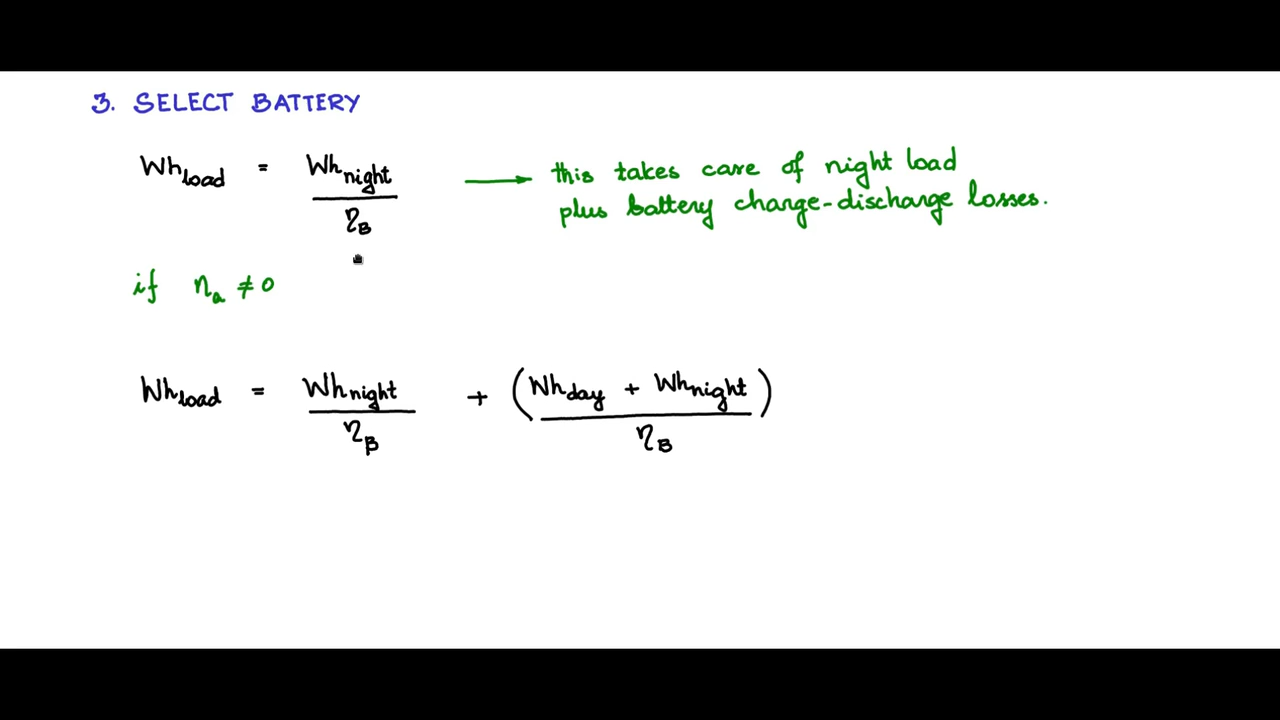 3. SELECT BATTERY
Wh_load = Wh_night / η_B → this takes care of night load
plus battery charge-discharge losses.
if n_a ≠ 0
Wh_load = Wh_night / η_B + (Wh_day + Wh_night / η_B)